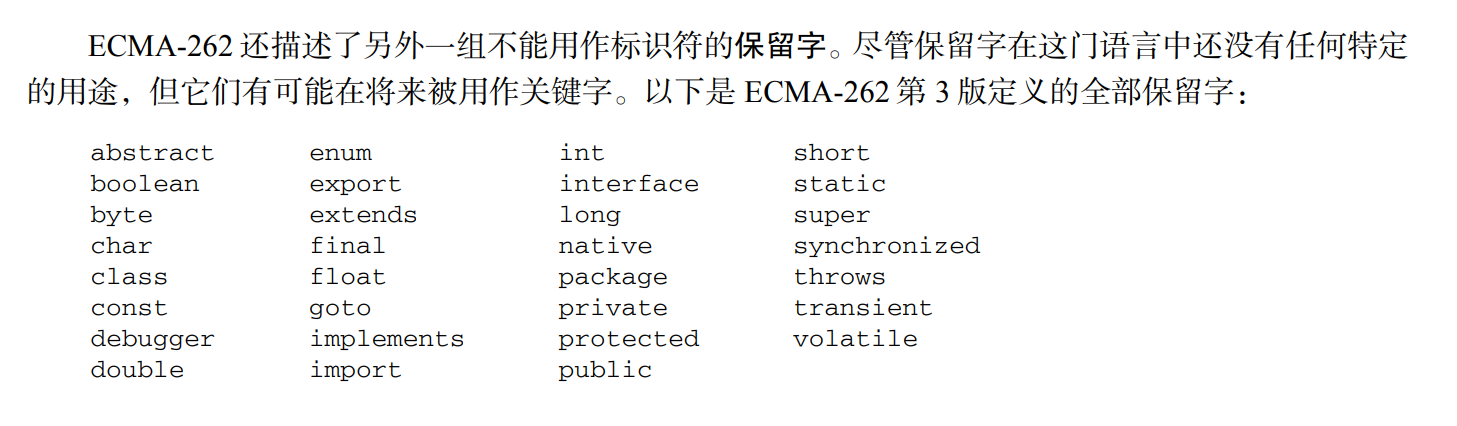 ECMA-262 还描述了另外一组不能用作标识符的保留字。尽管保留字在这门语言中还没有任何特定
的用途，但它们有可能在将来被用作关键字。以下是 ECMA-262 第 3 版定义的全部保留字：
abstract enum int short
boolean export interface static
byte extends long super
char final native synchronized
class float package throws
const goto private transient
debugger implements protected volatile
double import public